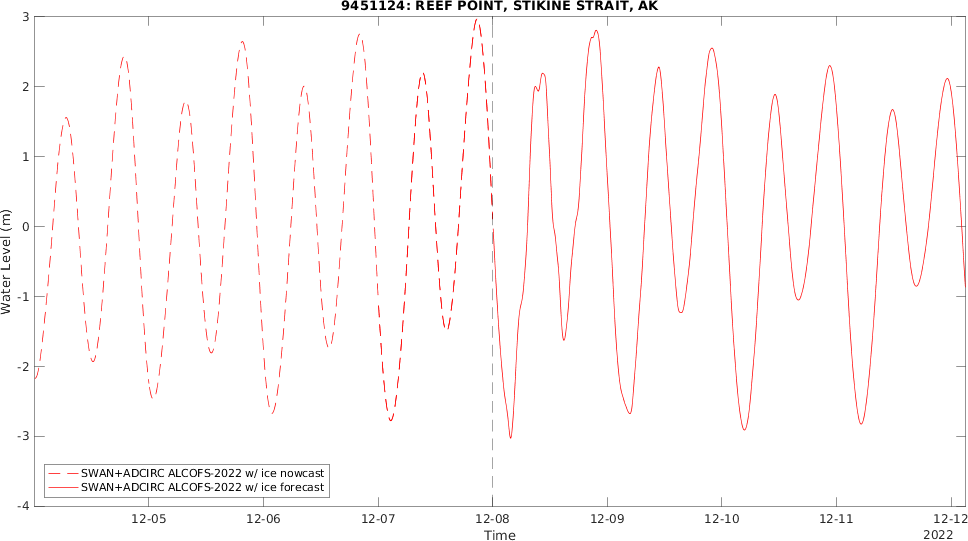 9451124: REEF POINT, STIKINE STRAIT, AK
3
2
1
0
-1
-2
-3
-4
Water Level (m)
SWAN+ADCIRC ALCOFS-2022 w/ ice nowcast
SWAN+ADCIRC ALCOFS-2022 w/ ice forecast
12-05 12-06 12-07 12-08 12-09 12-10 12-11 12-12
Time
2022